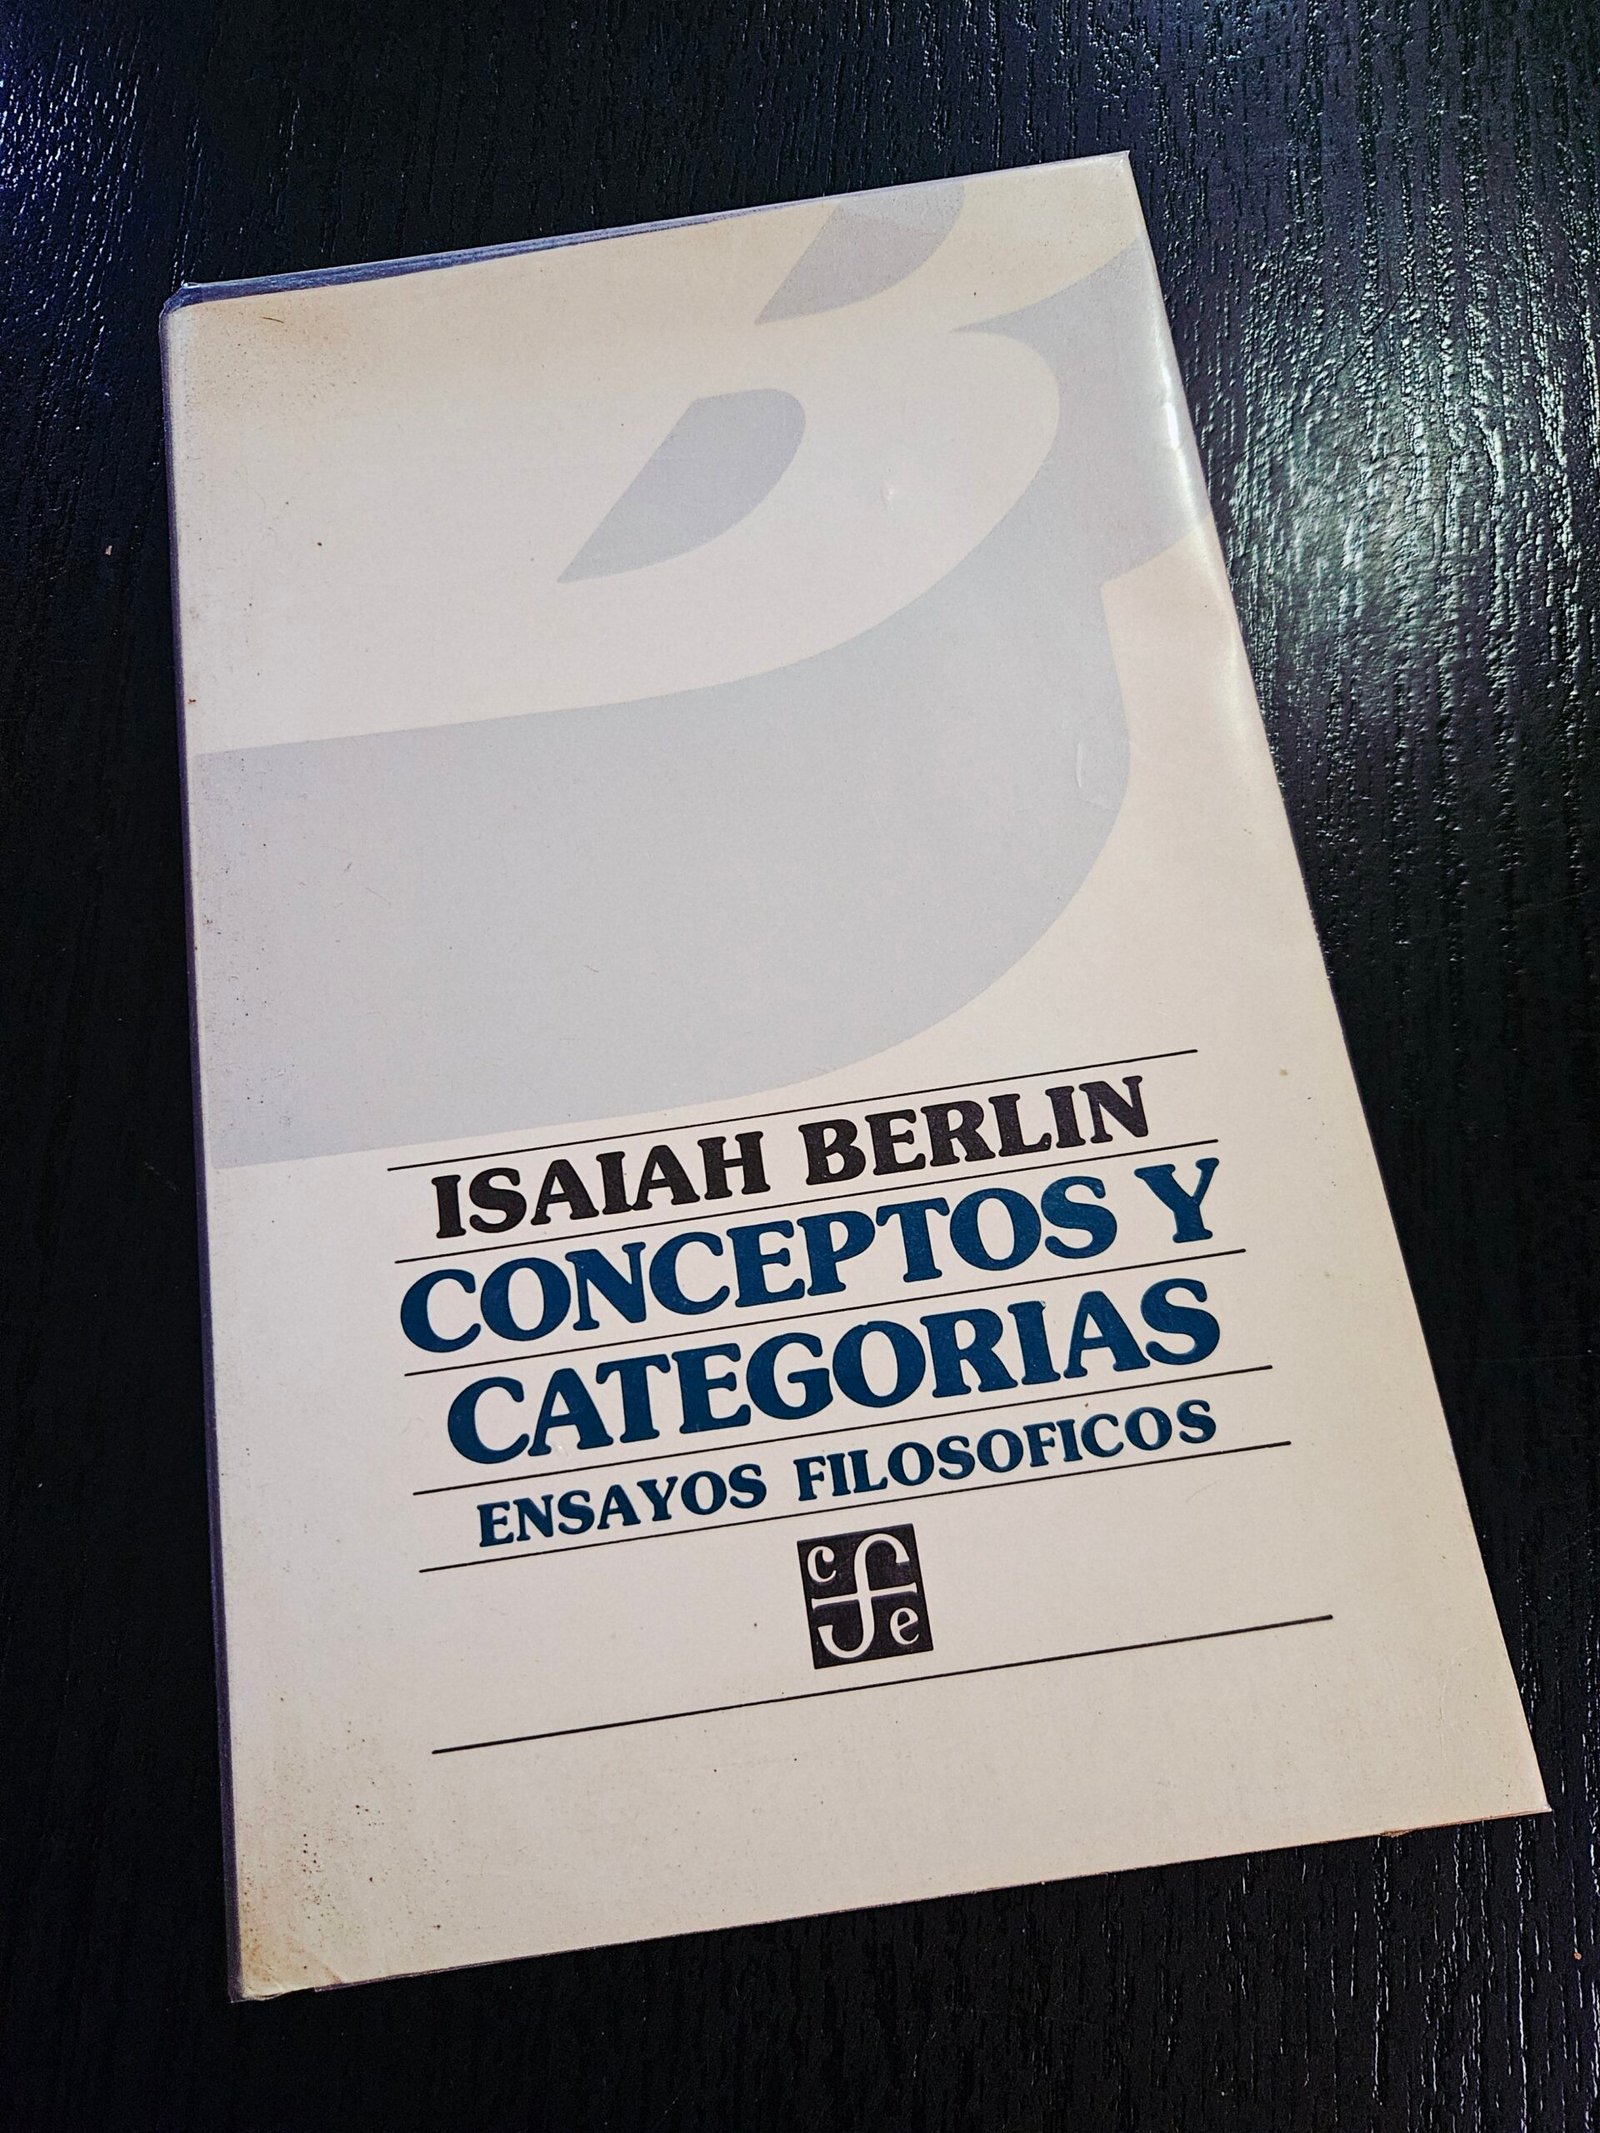 ISAIAH BERLIN
CONCEPTOS Y
CATEGORIAS
ENSAYOS FILOSOFICOS
cfe